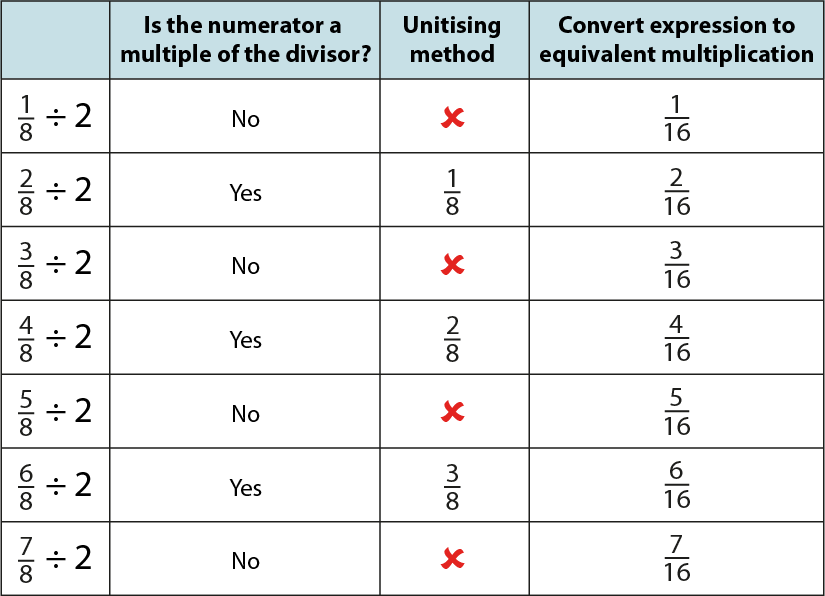 Is the numerator a multiple of the divisor? | Unitising method | Convert expression to equivalent multiplication
1/8 ÷ 2 | No | ✘ | 1/16
2/8 ÷ 2 | Yes | 1/8 | 2/16
3/8 ÷ 2 | No | ✘ | 3/16
4/8 ÷ 2 | Yes | 2/8 | 4/16
5/8 ÷ 2 | No | ✘ | 5/16
6/8 ÷ 2 | Yes | 3/8 | 6/16
7/8 ÷ 2 | No | ✘ | 7/16